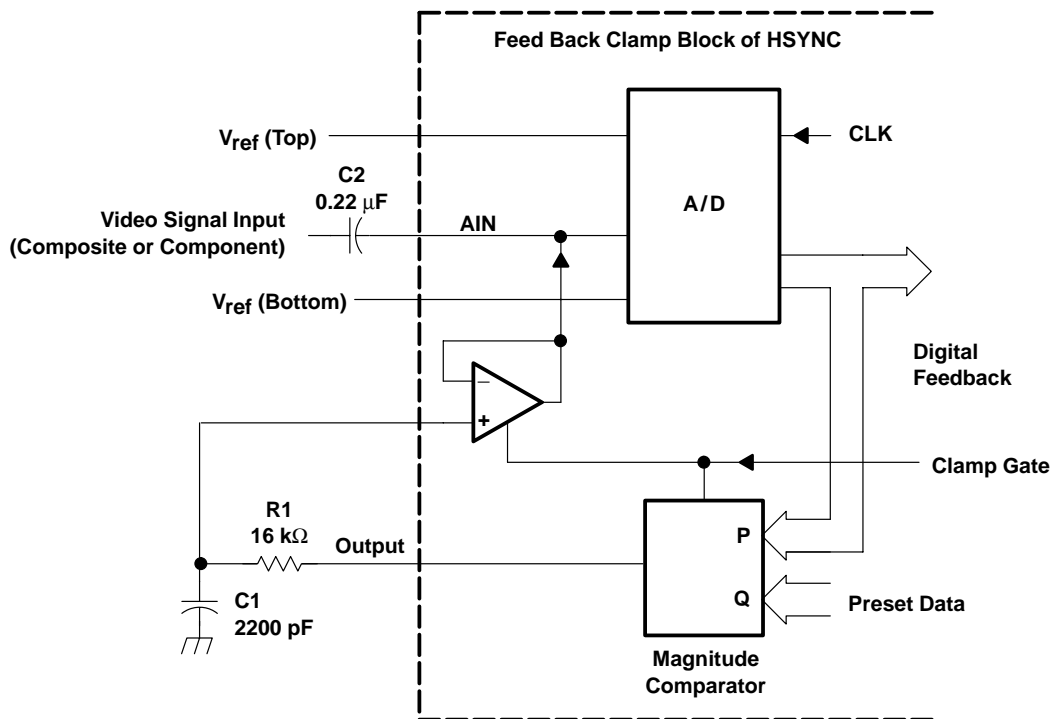 Feed Back Clamp Block of HSYNC
Vref (Top)
CLK
C2
0.22 μF
A/D
Video Signal Input
(Composite or Component)
AIN
Vref (Bottom)
Digital
Feedback
–
+
Clamp Gate
R1
16 kΩ
Output
P
C1
2200 pF
Q
Preset Data
Magnitude
Comparator